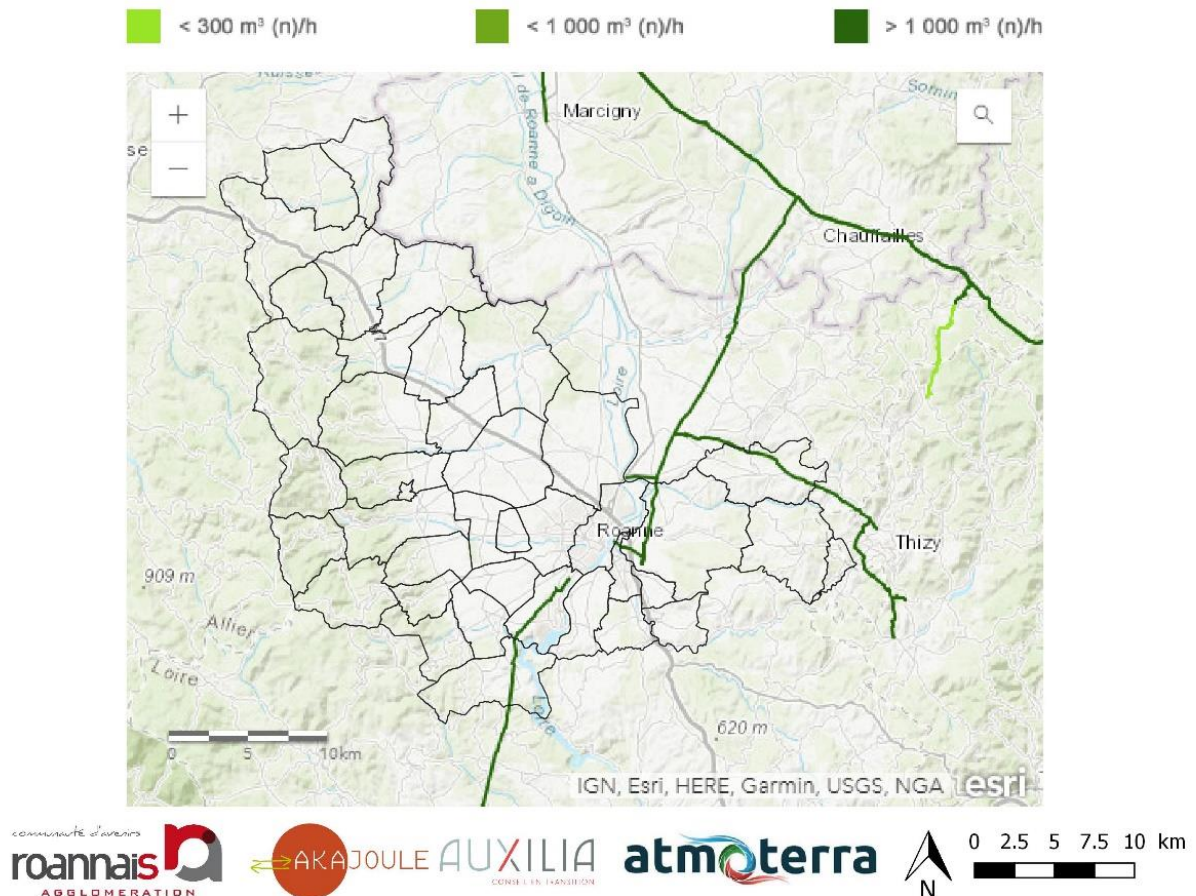 < 300 m³ (n)/h < 1 000 m³ (n)/h > 1 000 m³ (n)/h
Marcigny
de Roanne à Digoin
+
se
−
Chauffailles
Loire
Roanne
Thizy
909 m
Allier
Loire
Loire
620 m
0 5 10km
IGN, Esri, HERE, Garmin, USGS, NGA esri
communauté d'avenirs
roannais
AGGLOMERATION
AKAJOULE
AUXILIA
CONSEIL EN TRANSITION
atmoterra
N
0 2.5 5 7.5 10 km